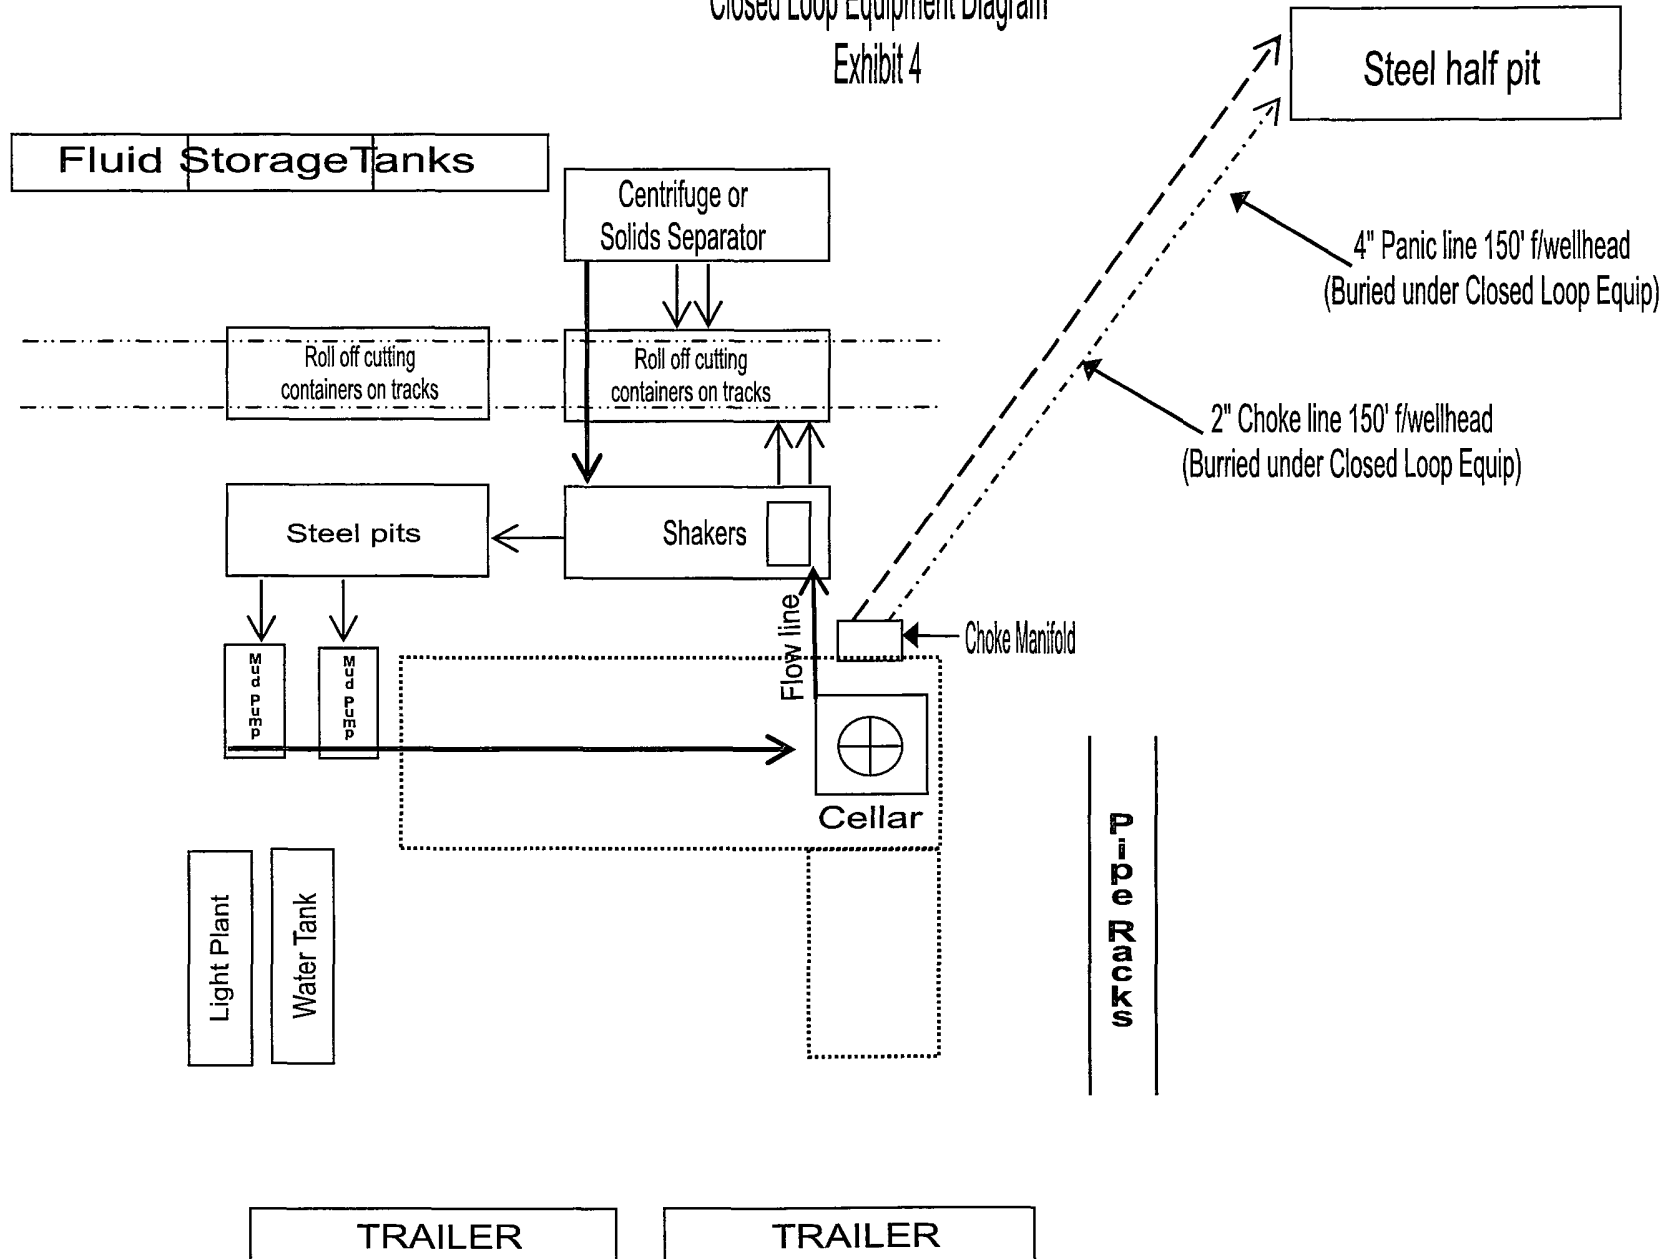 Closed Loop Equipment Diagram
Exhibit 4
Steel half pit
Fluid StorageTanks
Centrifuge or
Solids Separator
4" Panic line 150' f/wellhead
(Buried under Closed Loop Equip)
Roll off cutting
containers on tracks
Roll off cutting
containers on tracks
2" Choke line 150' f/wellhead
(Burried under Closed Loop Equip)
Steel pits
Shakers
Flow line
Choke Manifold
Mud Pump
Mud Pump
Cellar
Pipe Racks
Light Plant
Water Tank
TRAILER
TRAILER